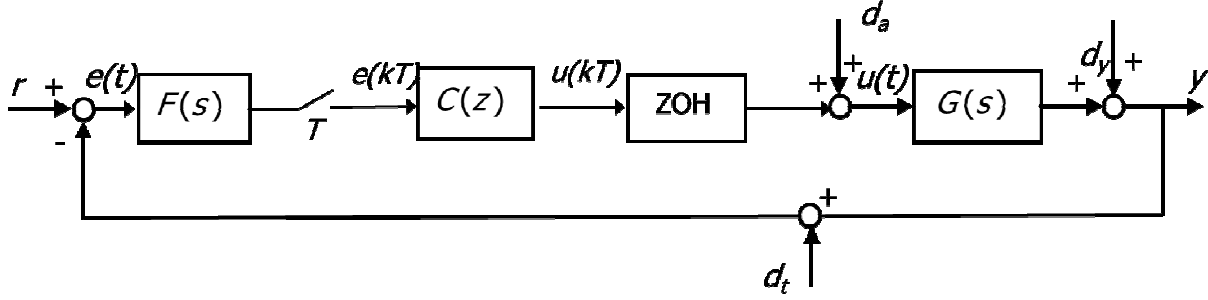 d_a
r + e(t) F(s) T e(kT) C(z) u(kT) ZOH + + u(t) G(s) + d_y + y
-
+
d_t